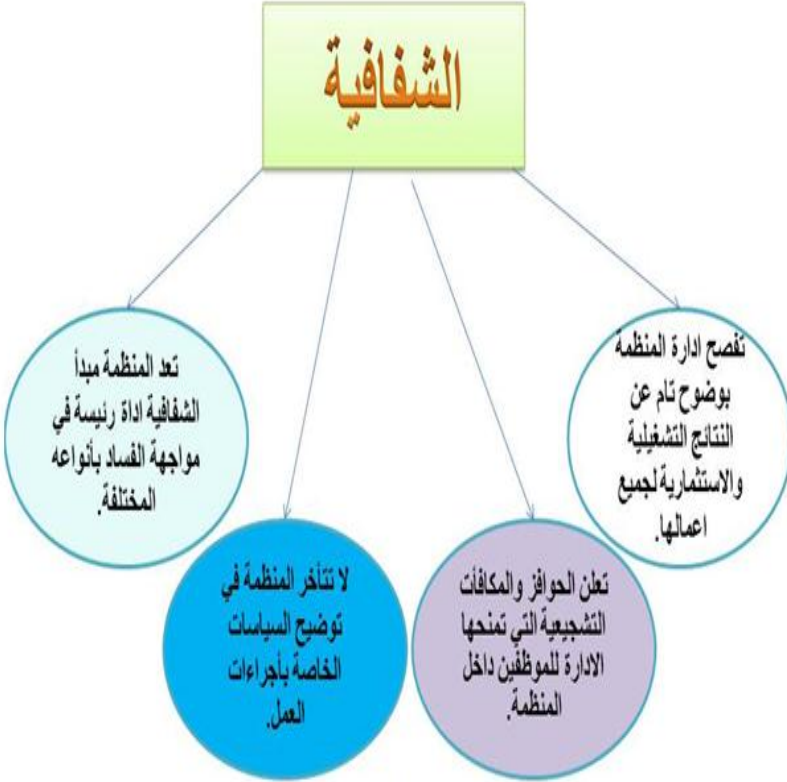 الشفافية
تفصح ادارة المنظمة
بوضوح تام عن
النتائج التشغيلية
والاستثمارية لجميع
اعمالها.
تعلن الحوافز والمكافأت
التشجيعية التي تمنحها
الادارة للموظفين داخل
المنظمة.
لا تتأخر المنظمة في
توضيح السياسات
الخاصة بأجراءات
العمل.
تعد المنظمة مبدأ
الشفافية اداة رئيسة في
مواجهة الفساد بأنواعه
المختلفة.